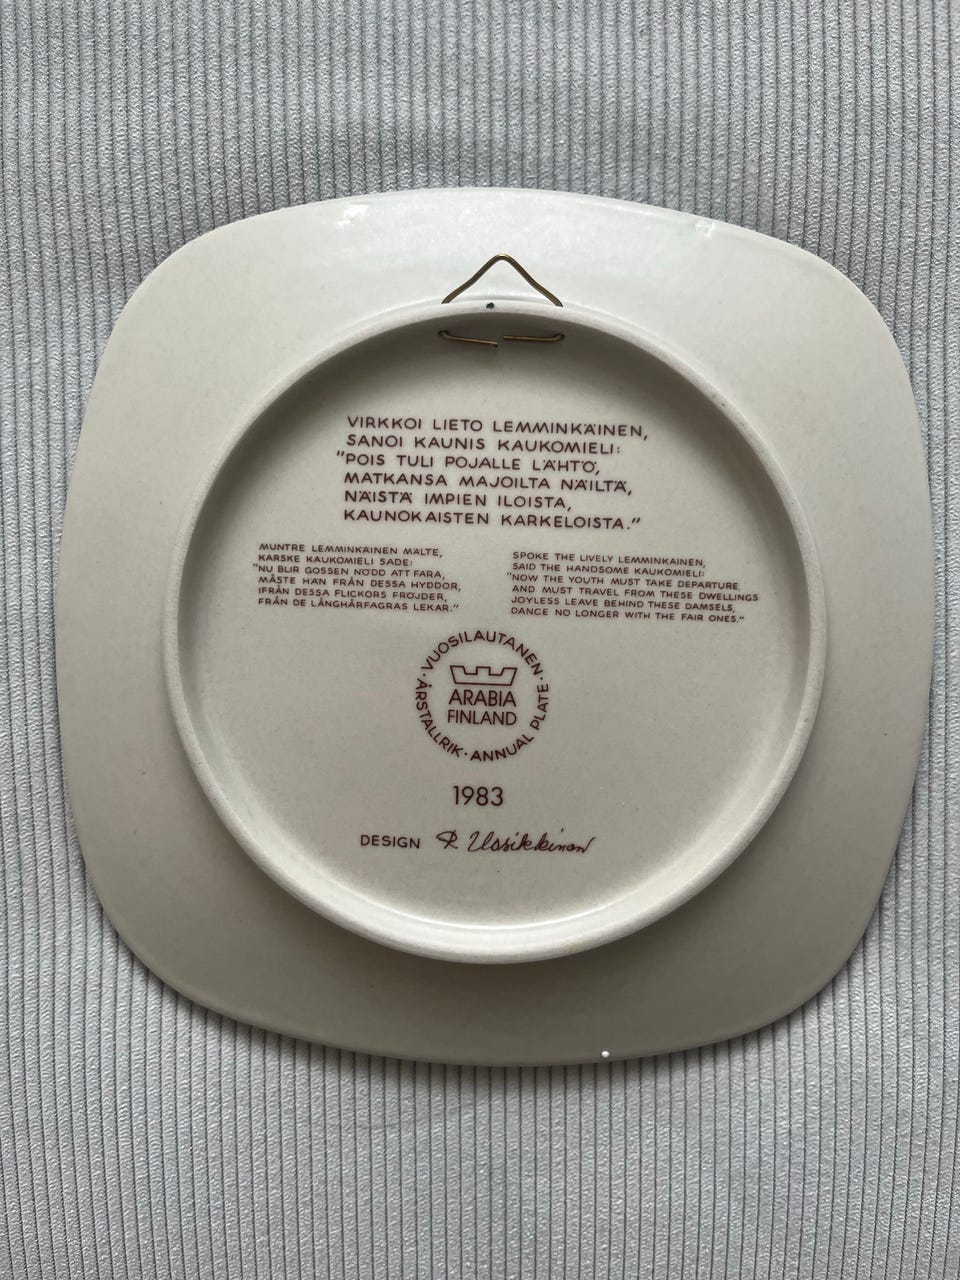 VIRKKOI LIETO LEMMINKÄINEN,
SANOI KAUNIS KAUKOMIELI:
"POIS TULI POJALLE LÄHTÖ,
MATKANSA MAJOILTA NÄILTÄ,
NÄISTÄ IMPIEN ILOISTA,
KAUNOKAISTEN KARKELOISTA."
MUNTRE LEMMINKÄINEN MÄLTE,
KARSKE KAUKOMIELI SADE:
"NU BLIR GOSSEN NÖDD ATT FARA,
MÅSTE HAN FRÅN DESSA HYDDOR,
IFRÅN DESSA FLICKORS FRÖJDER,
FRÅN DE LÅNGHÅRFAGRAS LEKAR."
SPOKE THE LIVELY LEMMINKAINEN,
SAID THE HANDSOME KAUKOMIELI:
"NOW THE YOUTH MUST TAKE DEPARTURE,
AND MUST TRAVEL FROM THESE DWELLINGS
JOYLESS LEAVE BEHIND THESE DAMSELS,
DANCE NO LONGER WITH THE FAIR ONES."
· VUOSILAUTANEN · ANNUAL PLATE · ÅRSTALLRIK
ARABIA
FINLAND
1983
DESIGN R. Uosikkinen